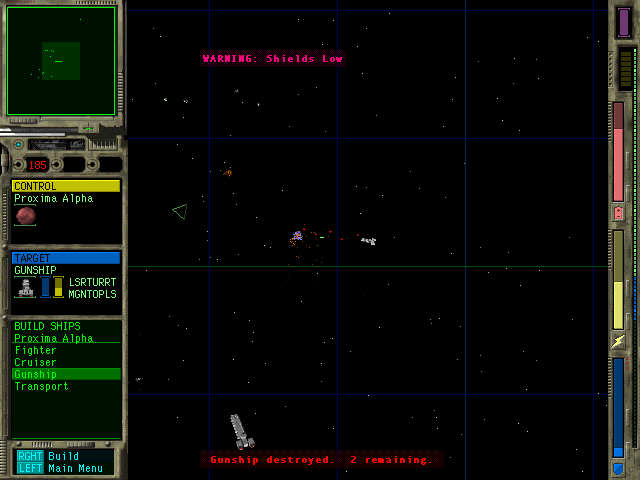 WARNING: Shields Low
185
CONTROL
Proxima Alpha
TARGET
GUNSHIP
LSRTURRT
MGNTOPLS
BUILD SHIPS
Proxima Alpha
Fighter
Cruiser
Gunship
Transport
RGHT Build
LEFT Main Menu
Gunship destroyed. 2 remaining.